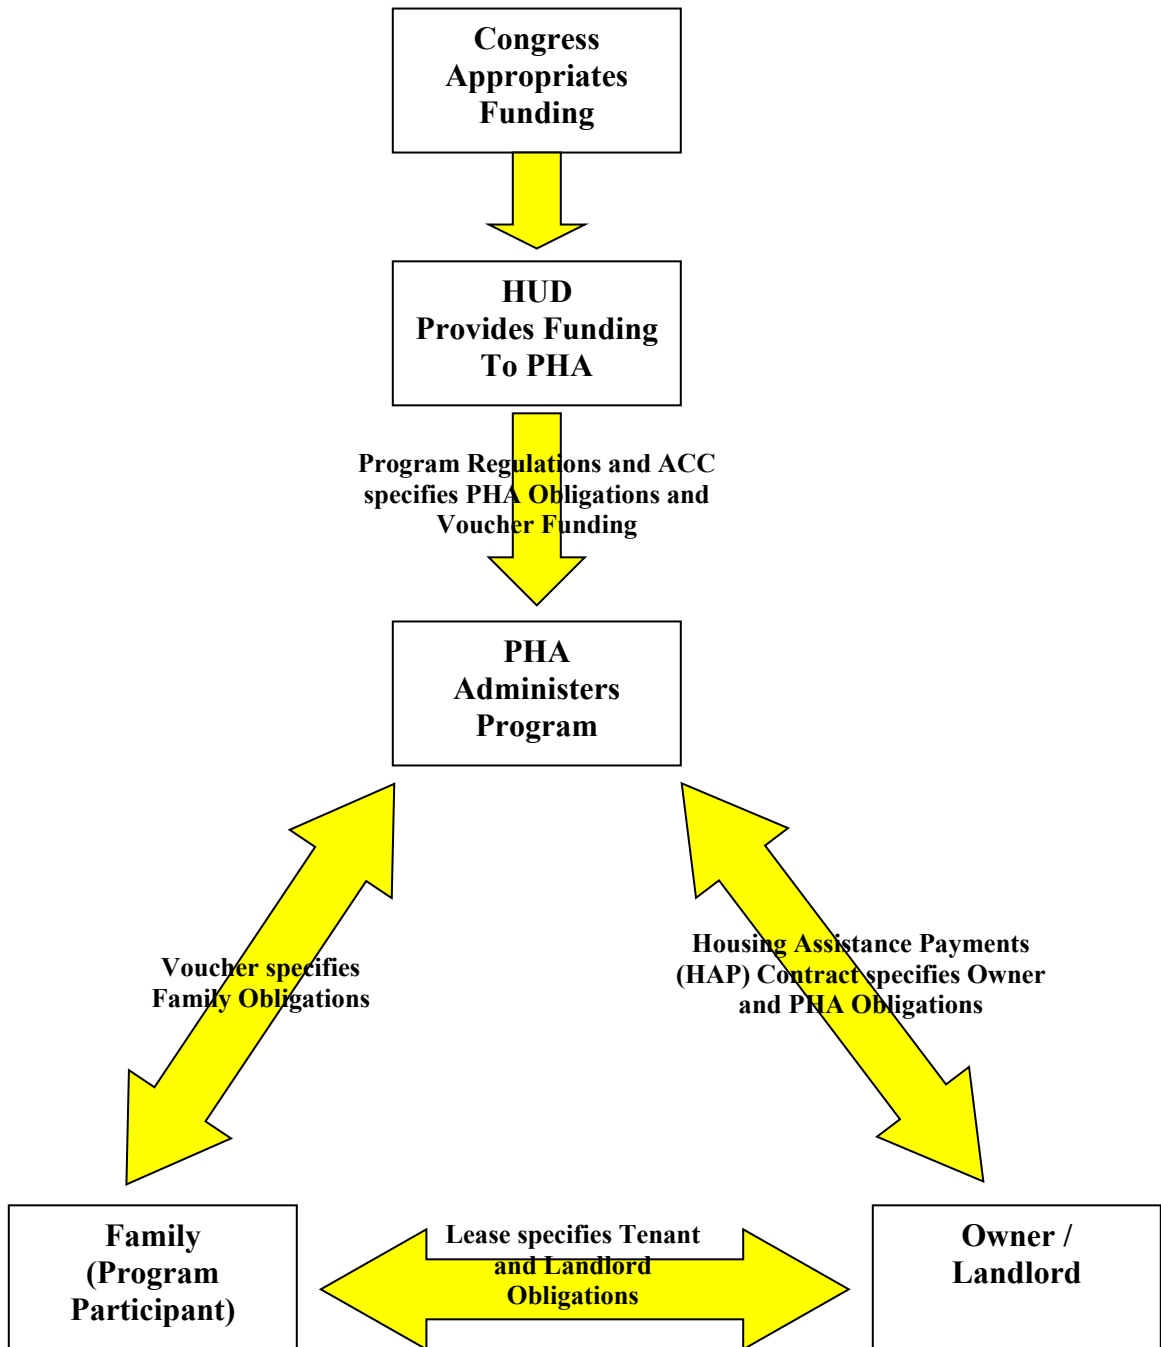 Congress
Appropriates
Funding
HUD
Provides Funding
To PHA
Program Regulations and ACC
specifies PHA Obligations and
Voucher Funding
PHA
Administers
Program
Voucher specifies
Family Obligations
Housing Assistance Payments
(HAP) Contract specifies Owner
and PHA Obligations
Family
(Program
Participant)
Lease specifies Tenant
and Landlord
Obligations
Owner /
Landlord